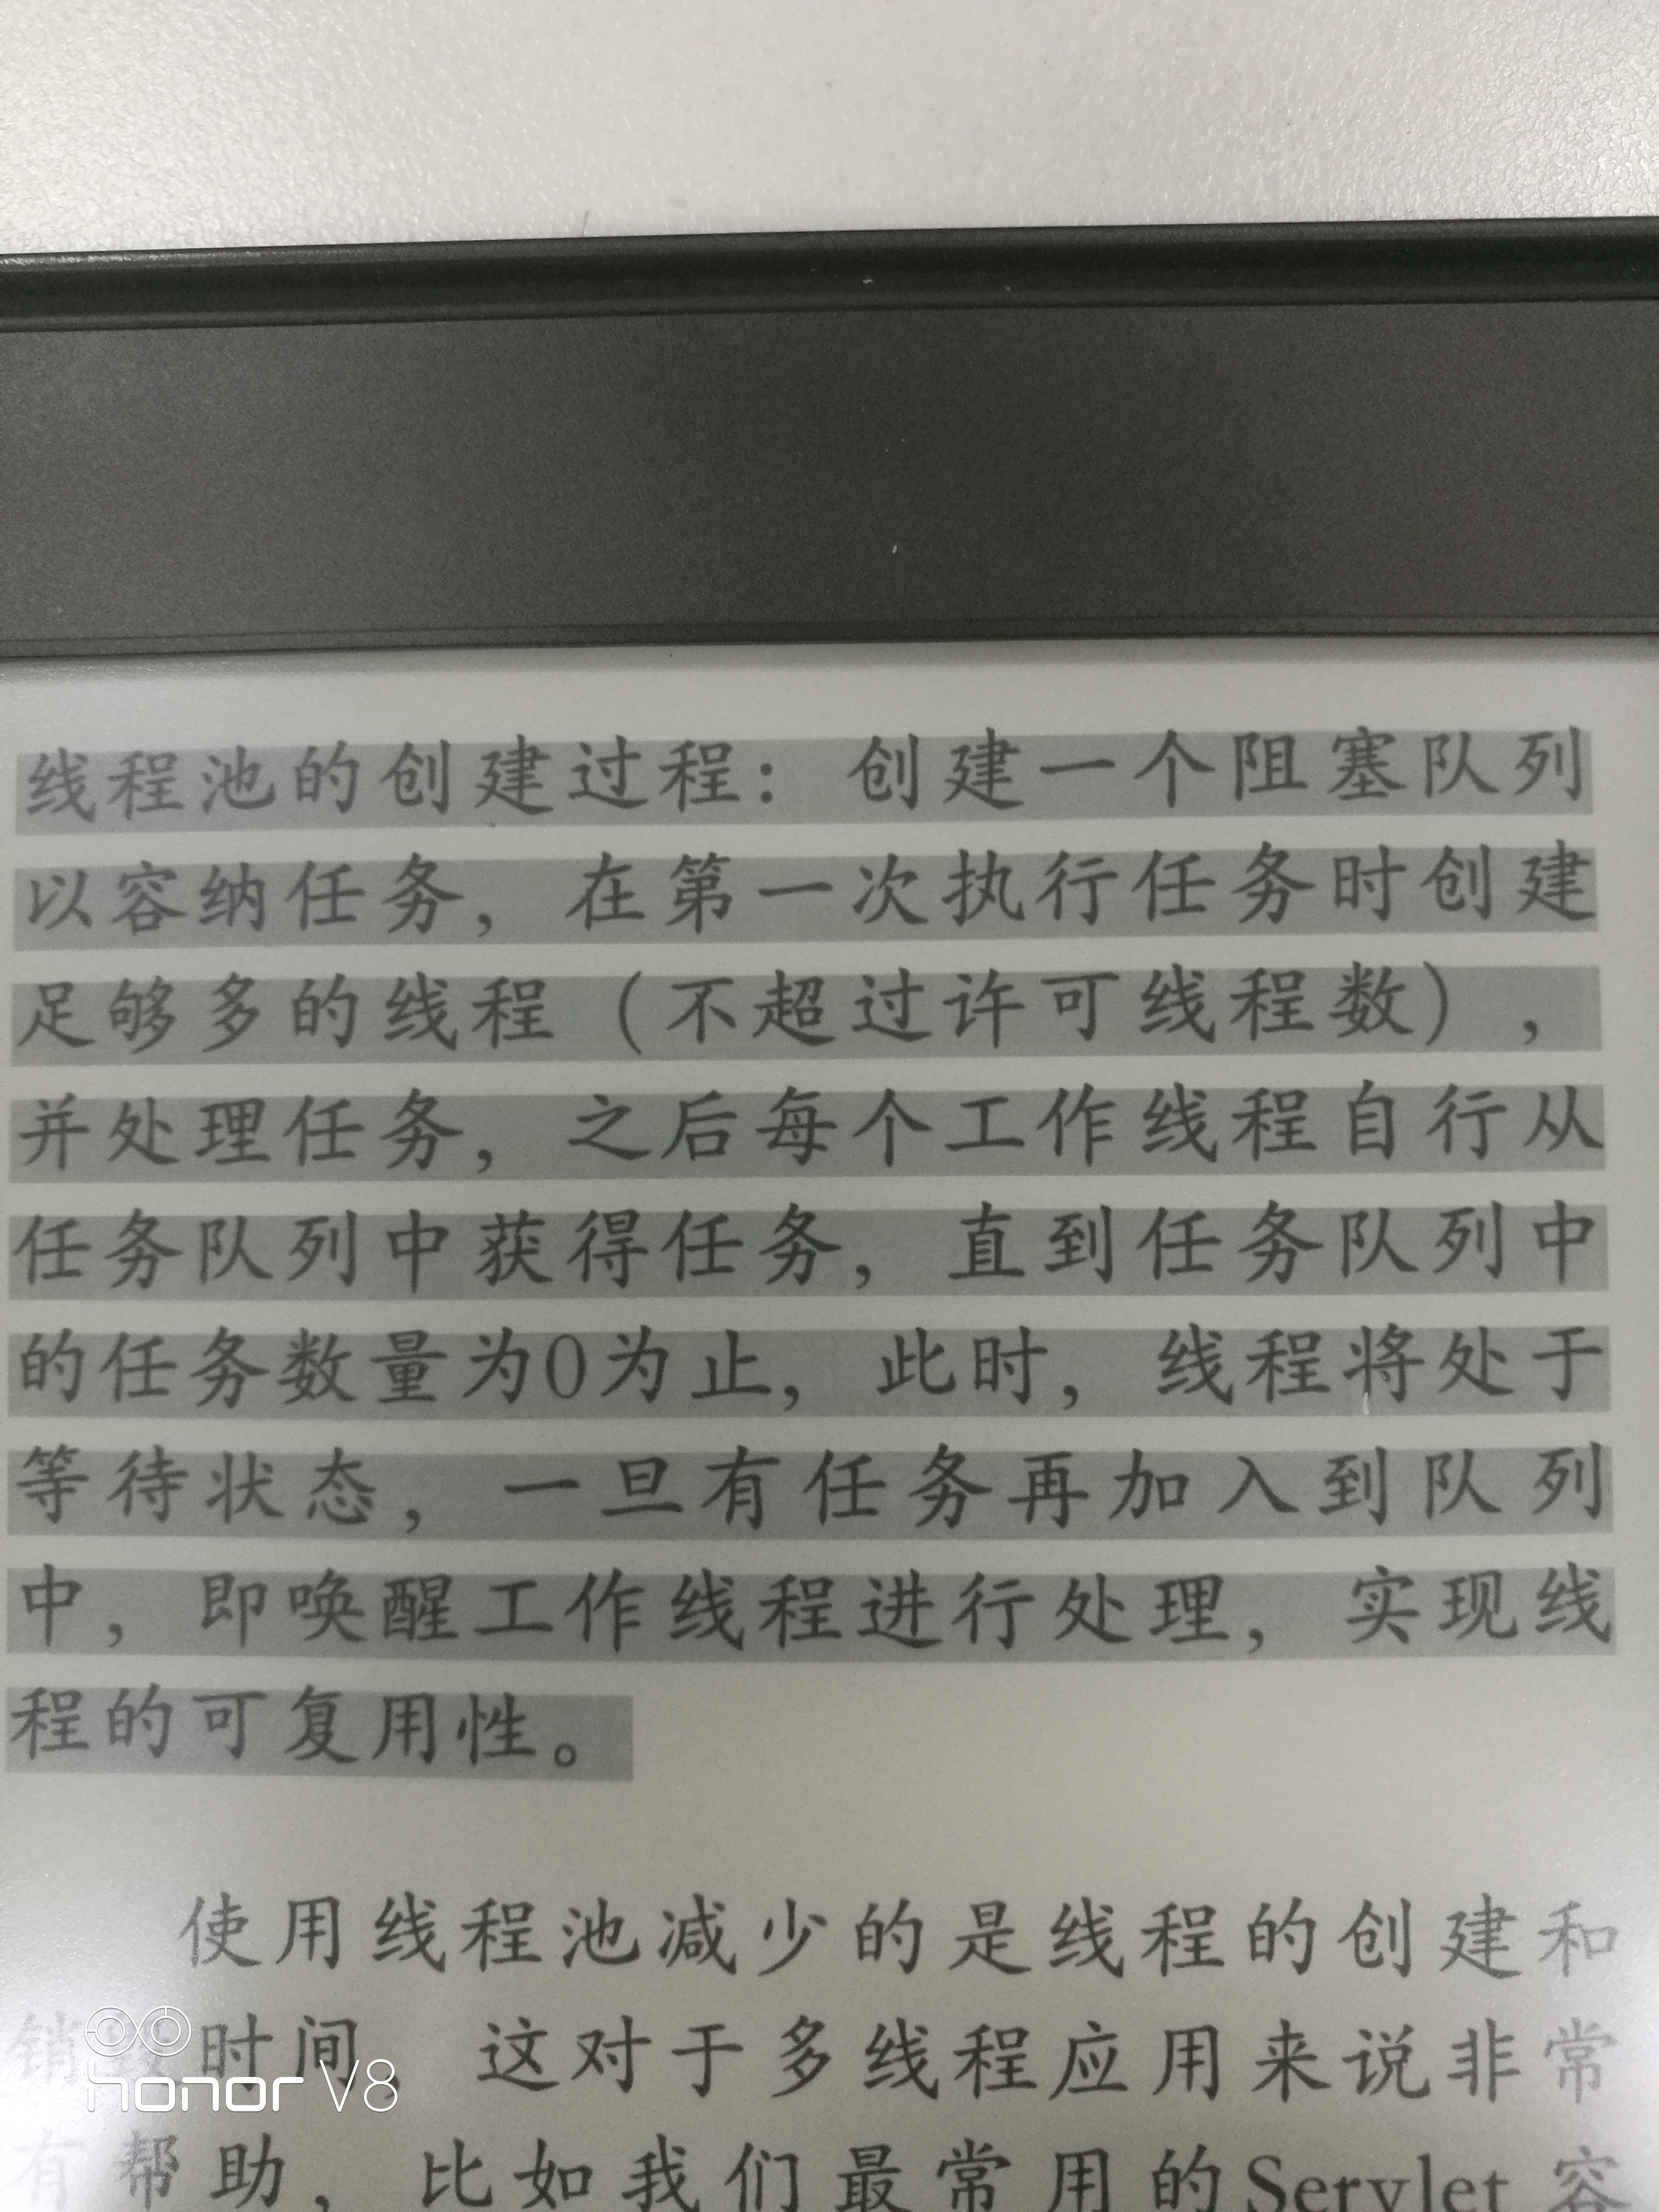 线程池的创建过程：创建一个阻塞队列
以容纳任务，在第一次执行任务时创建
足够多的线程（不超过许可线程数），
并处理任务，之后每个工作线程自行从
任务队列中获得任务，直到任务队列中
的任务数量为0为止，此时，线程将处于
等待状态，一旦有任务再加入到队列
中，即唤醒工作线程进行处理，实现线
程的可复用性。
使用线程池减少的是线程的创建和
销 时间，这对于多线程应用来说非常
有帮助，比如我们最常用的Servlet容
honor V8